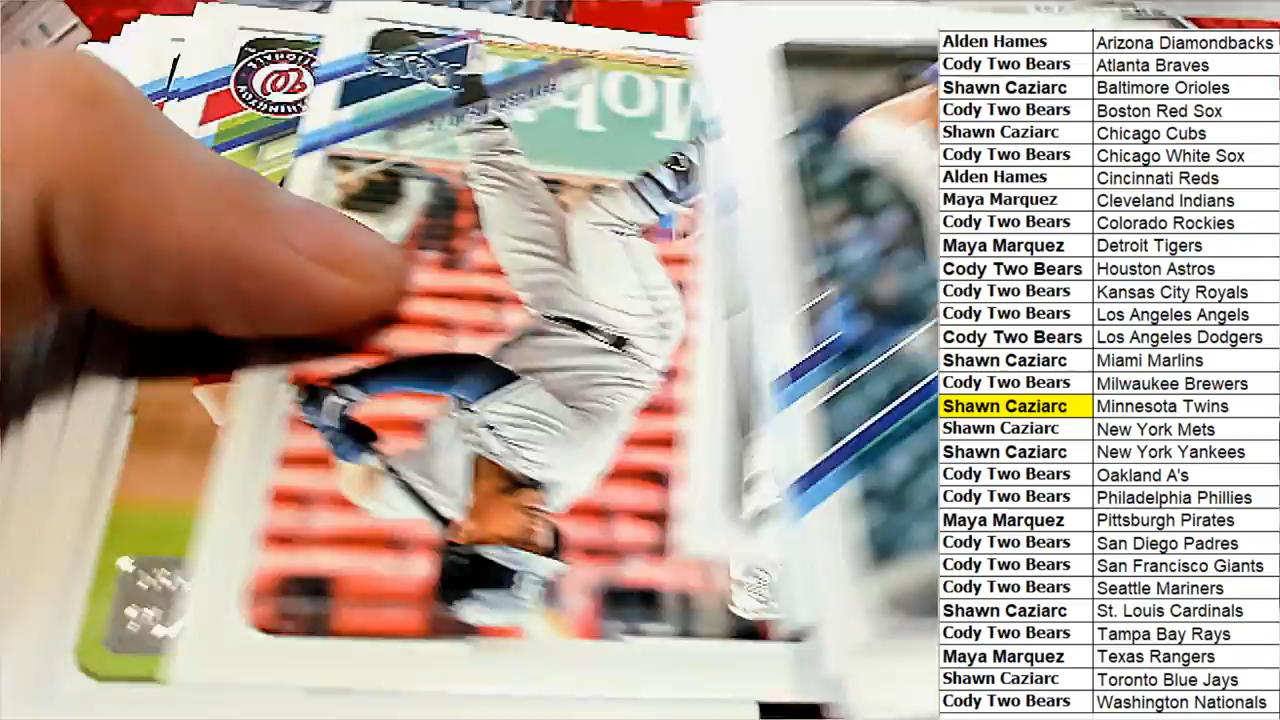 Alden Hames Arizona Diamondbacks
Cody Two Bears Atlanta Braves
Shawn Caziarc Baltimore Orioles
Cody Two Bears Boston Red Sox
Shawn Caziarc Chicago Cubs
Cody Two Bears Chicago White Sox
Alden Hames Cincinnati Reds
Maya Marquez Cleveland Indians
Cody Two Bears Colorado Rockies
Maya Marquez Detroit Tigers
Cody Two Bears Houston Astros
Cody Two Bears Kansas City Royals
Cody Two Bears Los Angeles Angels
Cody Two Bears Los Angeles Dodgers
Shawn Caziarc Miami Marlins
Cody Two Bears Milwaukee Brewers
Shawn Caziarc Minnesota Twins
Shawn Caziarc New York Mets
Shawn Caziarc New York Yankees
Cody Two Bears Oakland A's
Cody Two Bears Philadelphia Phillies
Maya Marquez Pittsburgh Pirates
Cody Two Bears San Diego Padres
Cody Two Bears San Francisco Giants
Cody Two Bears Seattle Mariners
Shawn Caziarc St. Louis Cardinals
Cody Two Bears Tampa Bay Rays
Maya Marquez Texas Rangers
Shawn Caziarc Toronto Blue Jays
Cody Two Bears Washington Nationals